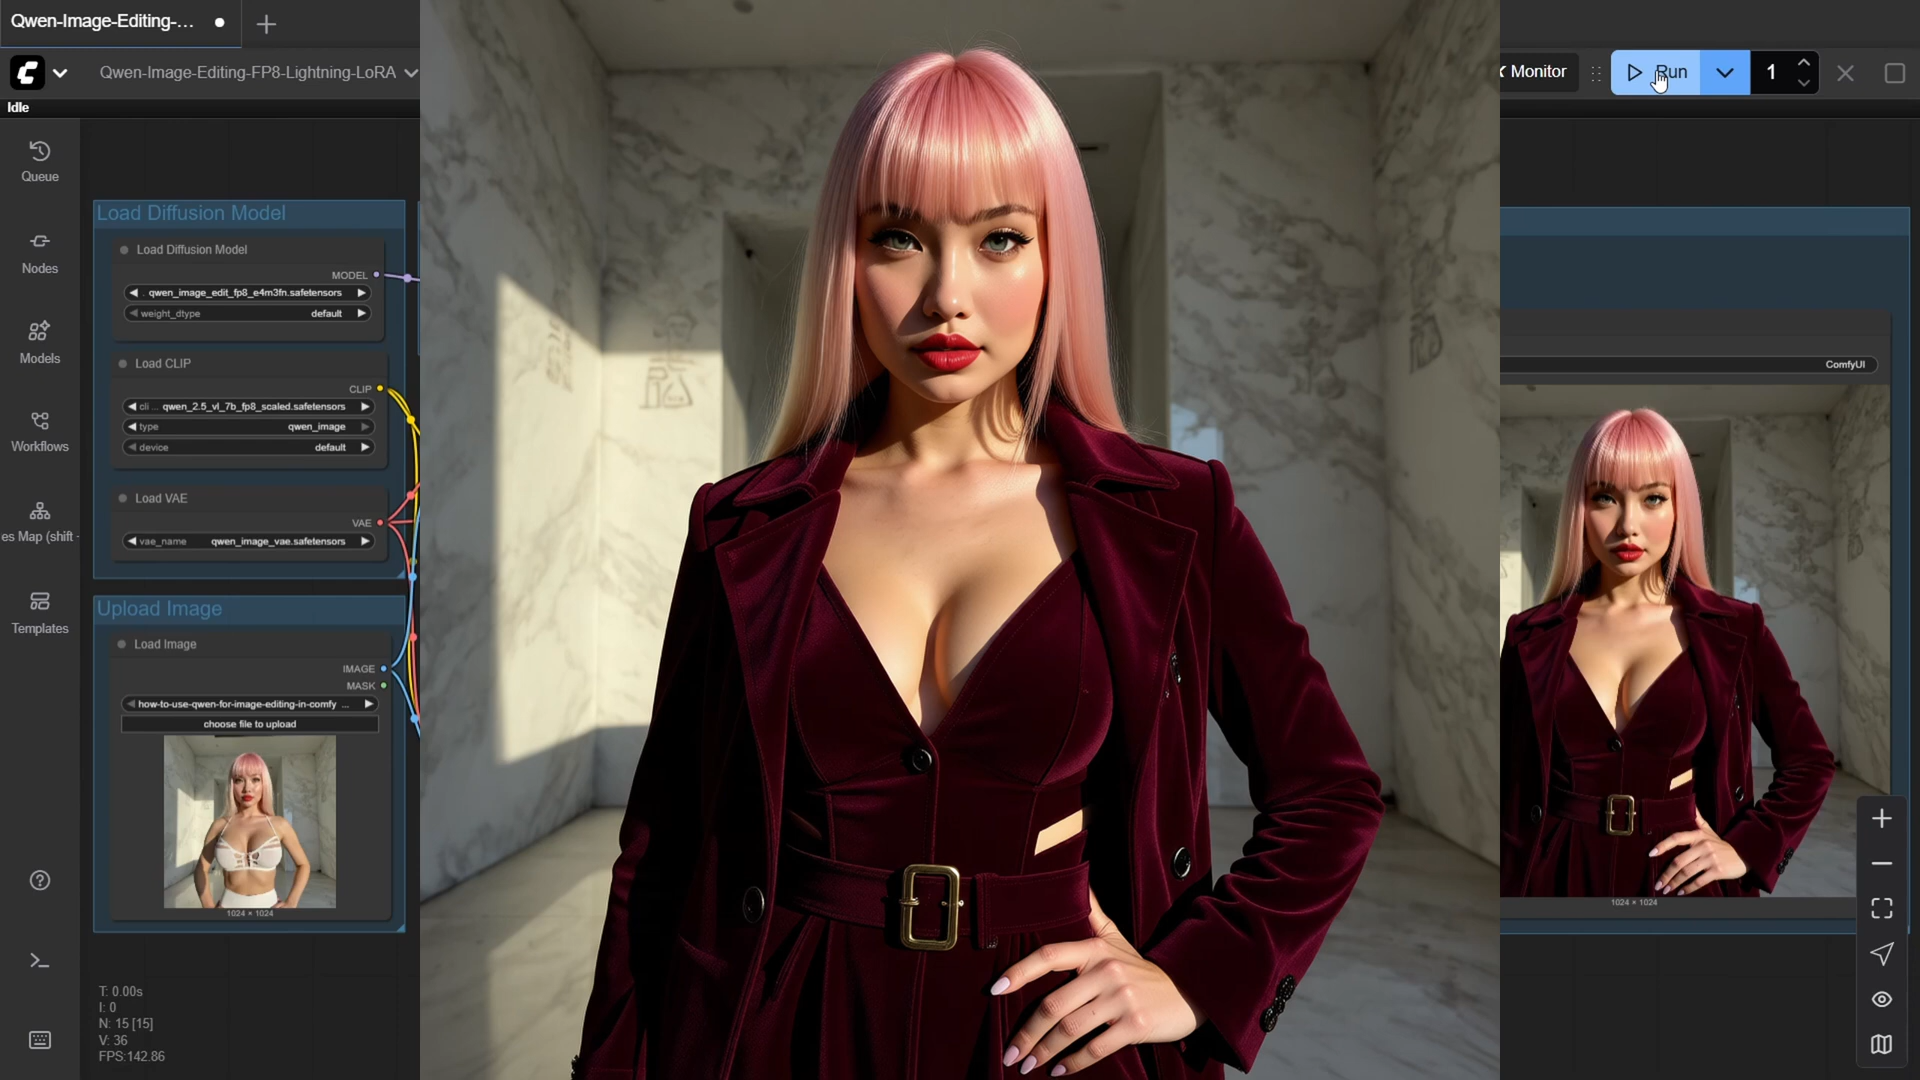 Qwen-Image-Editing-...
Qwen-Image-Editing-FP8-Lightning-LoRA
Monitor
Run
1
Idle
Queue
Nodes
Models
Workflows
es Map (shift
Templates
Load Diffusion Model
Load Diffusion Model
MODEL
qwen_image_edit_fp8_e4m3fn.safetensors
weight_dtype default
Load CLIP
CLIP
cli ... qwen_2.5_vl_7b_fp8_scaled.safetensors
type qwen_image
device default
Load VAE
VAE
vae_name qwen_image_vae.safetensors
Upload Image
Load Image
IMAGE
MASK
how-to-use-qwen-for-image-editing-in-comfy ...
choose file to upload
1024 × 1024
T: 0.00s
I: 0
N: 15 [15]
V: 36
FPS:142.86
ComfyUI
1024 × 1024